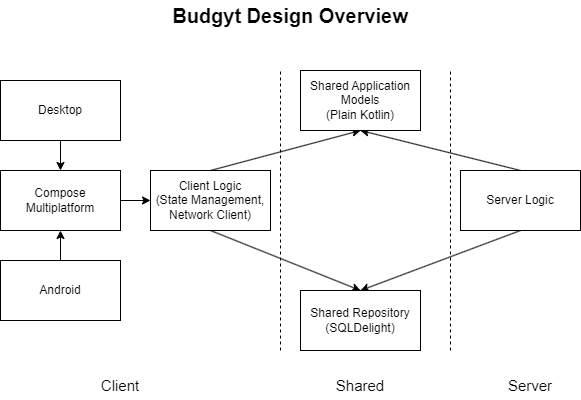 Budgyt Design Overview
Shared Application
Models
(Plain Kotlin)
Desktop
Compose
Multiplatform
Client Logic
(State Management,
Network Client)
Server Logic
Android
Shared Repository
(SQLDelight)
Client
Shared
Server